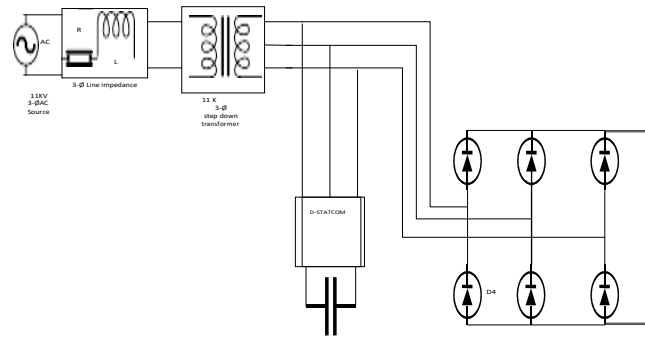 AC
R
L
3-Ø Line impedance
11KV
3-ØAC
Source
11 K
3-Ø
step down
transformer
D-STATCOM
D4